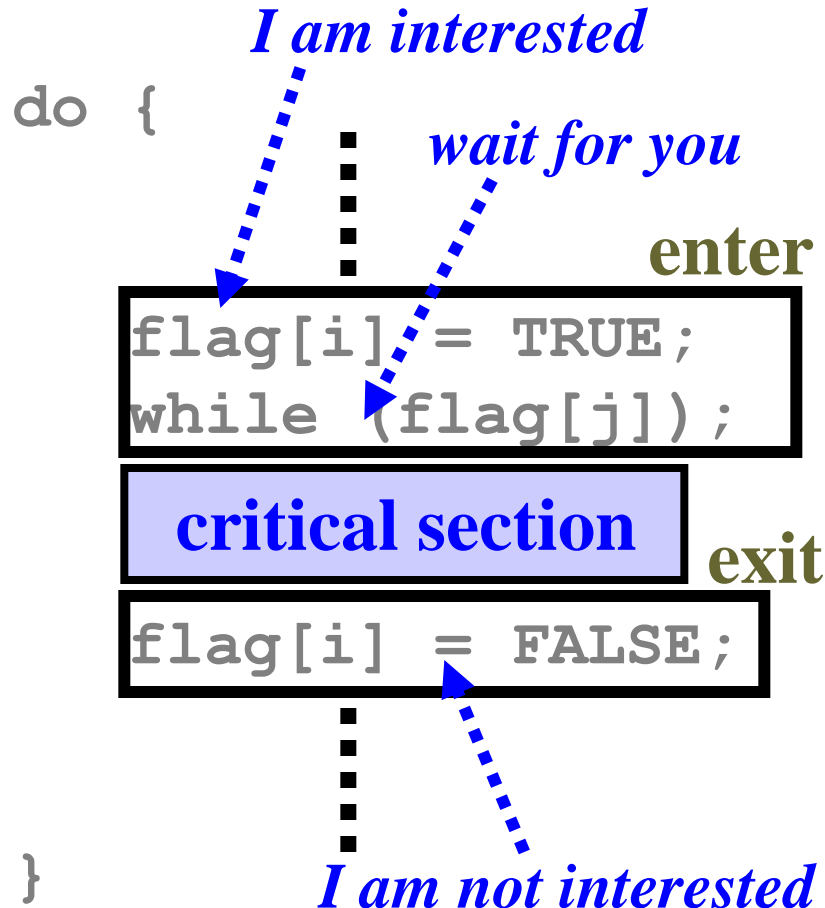 I am interested
do {
wait for you
enter
flag[i] = TRUE;
while (flag[j]);
critical section
exit
flag[i] = FALSE;
}
I am not interested